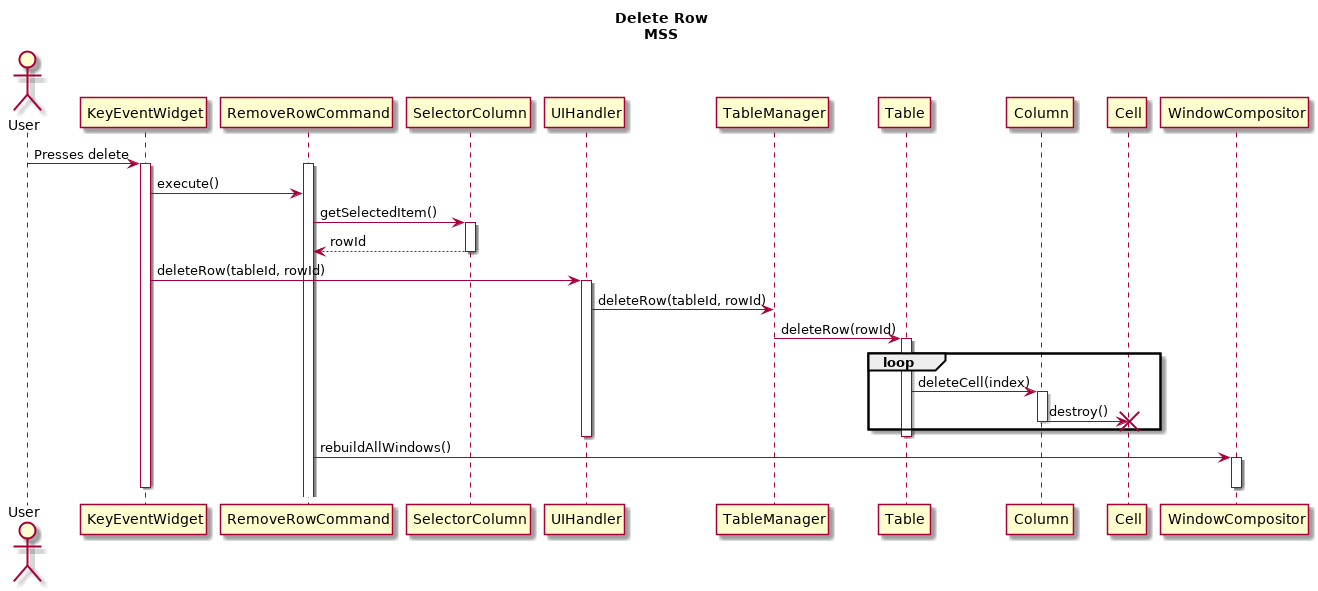 Delete Row
MSS
User
KeyEventWidget
RemoveRowCommand
SelectorColumn
UIHandler
TableManager
Table
Column
Cell
WindowCompositor
Presses delete
execute()
getSelectedItem()
rowId
deleteRow(tableId, rowId)
deleteRow(tableId, rowId)
deleteRow(rowId)
loop
deleteCell(index)
destroy()
rebuildAllWindows()
User
KeyEventWidget
RemoveRowCommand
SelectorColumn
UIHandler
TableManager
Table
Column
Cell
WindowCompositor